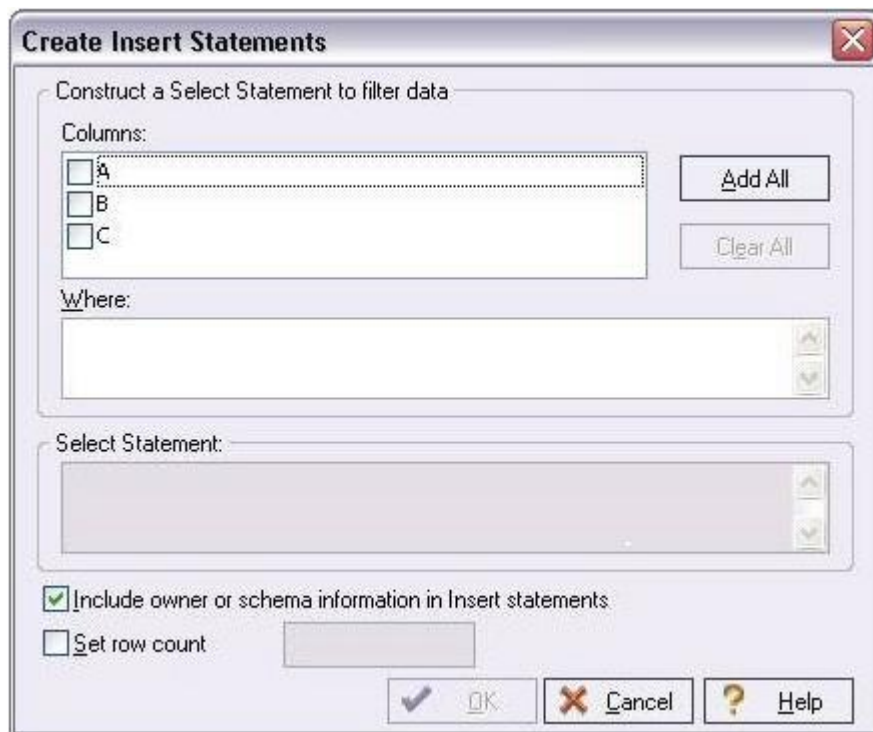 Create Insert Statements
Construct a Select Statement to filter data
Columns:
A
Add All
B
C
Clear All
Where:
Select Statement:
Include owner or schema information in Insert statements
Set row count
OK
Cancel
Help